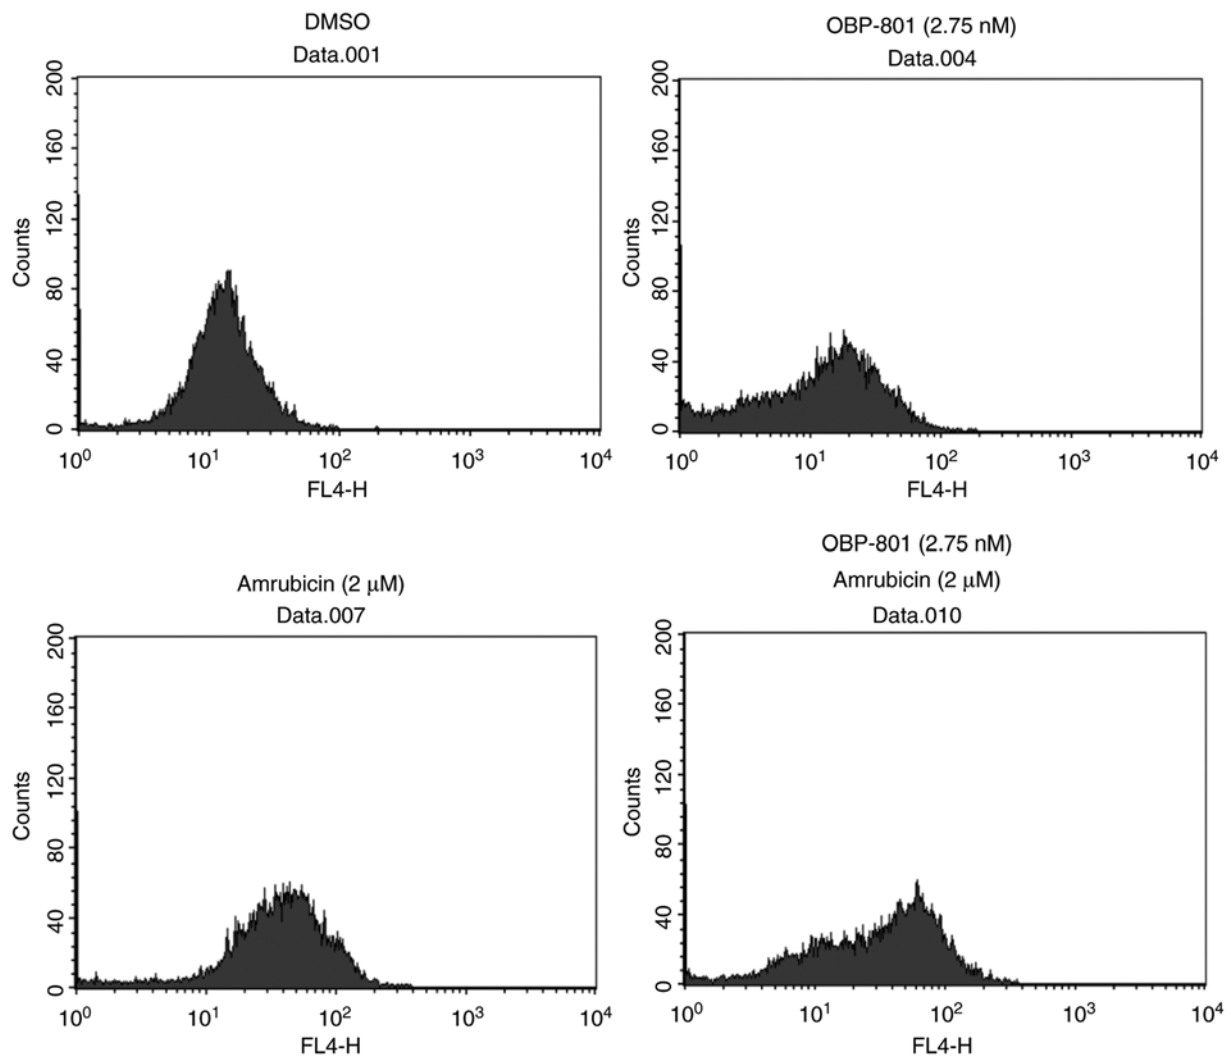 DMSO
Data.001
200
160
120
80
40
0
Counts
10⁰ 10¹ 10² 10³ 10⁴
FL4-H
OBP-801 (2.75 nM)
Data.004
200
160
120
80
40
0
Counts
10⁰ 10¹ 10² 10³ 10⁴
FL4-H
Amrubicin (2 μM)
Data.007
200
160
120
80
40
0
Counts
10⁰ 10¹ 10² 10³ 10⁴
FL4-H
OBP-801 (2.75 nM)
Amrubicin (2 μM)
Data.010
200
160
120
80
40
0
Counts
10⁰ 10¹ 10² 10³ 10⁴
FL4-H